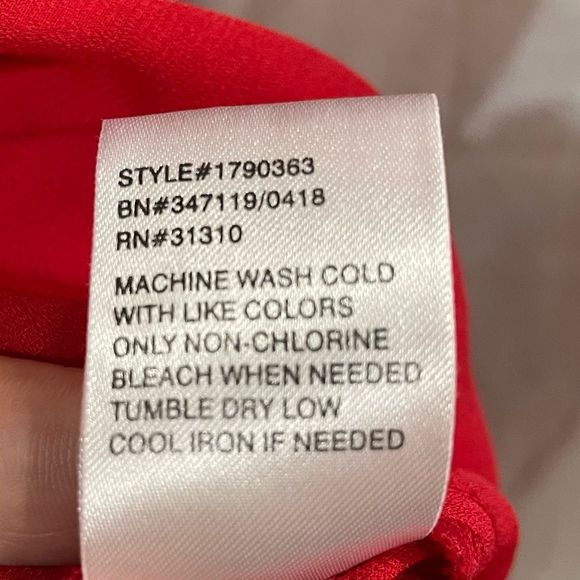 STYLE#1790363
BN#347119/0418
RN#31310
MACHINE WASH COLD
WITH LIKE COLORS
ONLY NON-CHLORINE
BLEACH WHEN NEEDED
TUMBLE DRY LOW
COOL IRON IF NEEDED